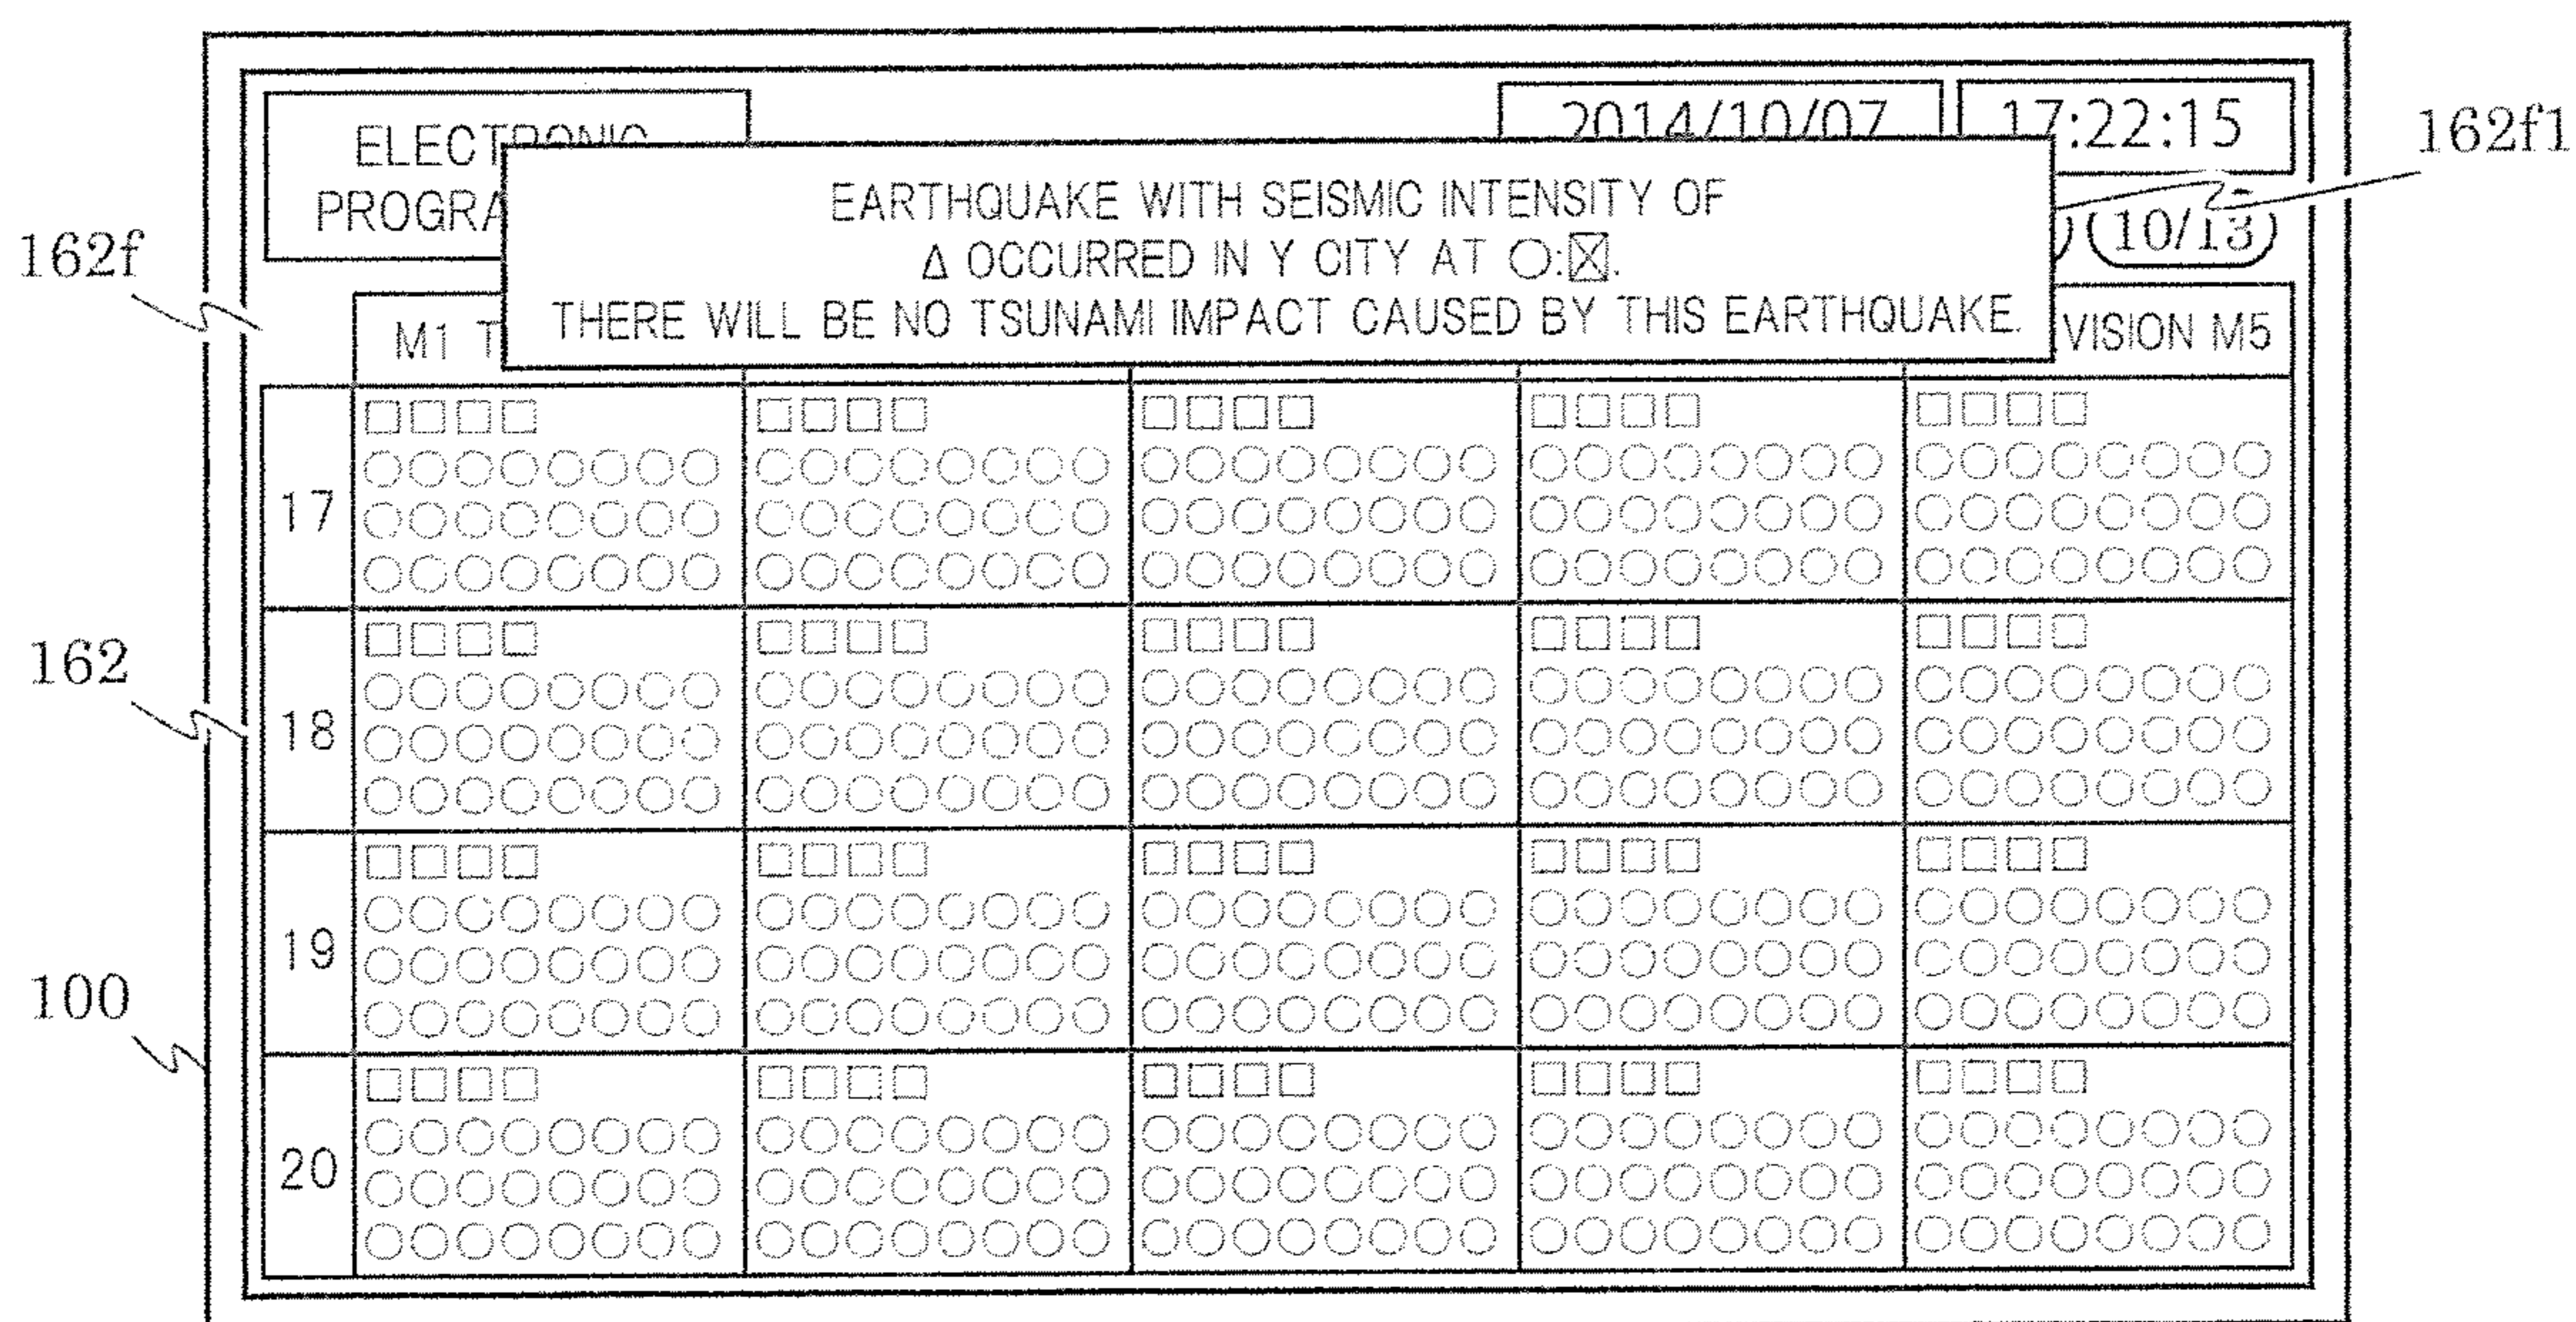 ELECTRONIC
PROGRA
2014/10/07
17:22:15
162f1
EARTHQUAKE WITH SEISMIC INTENSITY OF
Δ OCCURRED IN Y CITY AT ○:☒.
THERE WILL BE NO TSUNAMI IMPACT CAUSED BY THIS EARTHQUAKE.
10/13
162f
M1 T
VISION M5
17
□□□□ □□□□ □□□□ □□□□ □□□□
○○○○○○○○ ○○○○○○○○ ○○○○○○○○ ○○○○○○○○ ○○○○○○○○
○○○○○○○○ ○○○○○○○○ ○○○○○○○○ ○○○○○○○○ ○○○○○○○○
○○○○○○○○ ○○○○○○○○ ○○○○○○○○ ○○○○○○○○ ○○○○○○○○
162
18
□□□□ □□□□ □□□□ □□□□ □□□□
○○○○○○○○ ○○○○○○○○ ○○○○○○○○ ○○○○○○○○ ○○○○○○○○
○○○○○○○○ ○○○○○○○○ ○○○○○○○○ ○○○○○○○○ ○○○○○○○○
○○○○○○○○ ○○○○○○○○ ○○○○○○○○ ○○○○○○○○ ○○○○○○○○
19
□□□□ □□□□ □□□□ □□□□ □□□□
○○○○○○○○ ○○○○○○○○ ○○○○○○○○ ○○○○○○○○ ○○○○○○○○
○○○○○○○○ ○○○○○○○○ ○○○○○○○○ ○○○○○○○○ ○○○○○○○○
○○○○○○○○ ○○○○○○○○ ○○○○○○○○ ○○○○○○○○ ○○○○○○○○
100
20
□□□□ □□□□ □□□□ □□□□ □□□□
○○○○○○○○ ○○○○○○○○ ○○○○○○○○ ○○○○○○○○ ○○○○○○○○
○○○○○○○○ ○○○○○○○○ ○○○○○○○○ ○○○○○○○○ ○○○○○○○○
○○○○○○○○ ○○○○○○○○ ○○○○○○○○ ○○○○○○○○ ○○○○○○○○